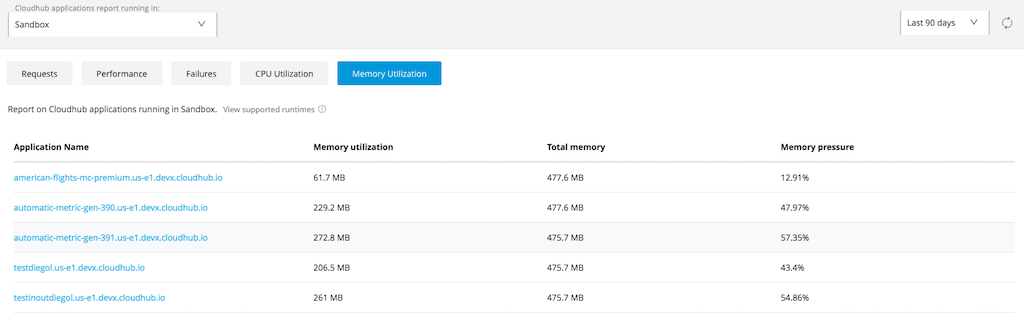 Cloudhub applications report running in:
Sandbox
Last 90 days
Requests Performance Failures CPU Utilization Memory Utilization
Report on Cloudhub applications running in Sandbox. View supported runtimes
Application Name Memory utilization Total memory Memory pressure
american-flights-mc-premium.us-e1.devx.cloudhub.io 61.7 MB 477.6 MB 12.91%
automatic-metric-gen-390.us-e1.devx.cloudhub.io 229.2 MB 477.6 MB 47.97%
automatic-metric-gen-391.us-e1.devx.cloudhub.io 272.8 MB 475.7 MB 57.35%
testdiegol.us-e1.devx.cloudhub.io 206.5 MB 475.7 MB 43.4%
testinoutdiegol.us-e1.devx.cloudhub.io 261 MB 475.7 MB 54.86%